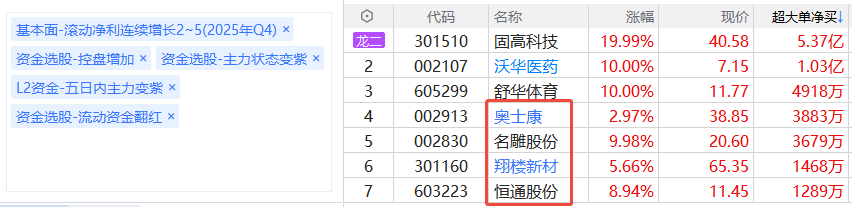 基本面-滚动净利连续增长2~5(2025年Q4) ×
资金选股-控盘增加 × 资金选股-主力状态变紫 ×
L2资金-五日内主力变紫 ×
资金选股-流动资金翻红 ×
代码 名称 涨幅 现价 超大单净买↓
龙二 301510 固高科技 19.99% 40.58 5.37亿
2 002107 沃华医药 10.00% 7.15 1.03亿
3 605299 舒华体育 10.00% 11.77 4918万
4 002913 奥士康 2.97% 38.85 3883万
5 002830 名雕股份 9.98% 20.60 3679万
6 301160 翔楼新材 5.66% 65.35 1468万
7 603223 恒通股份 8.94% 11.45 1289万